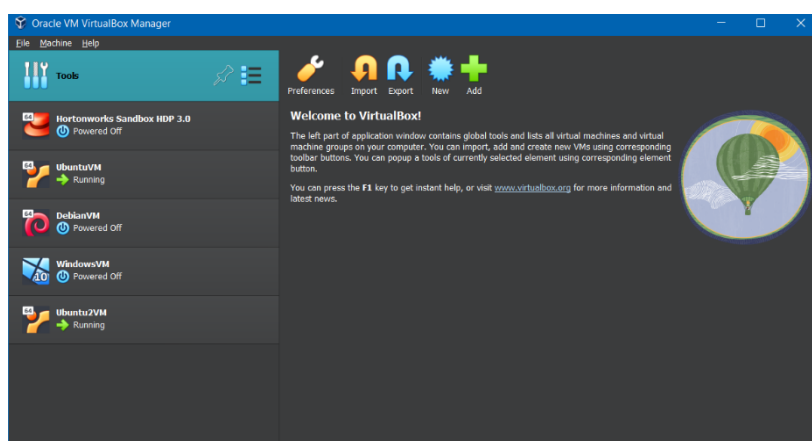 Oracle VM VirtualBox Manager
File Machine Help
Tools
Preferences Import Export New Add
64
Hortonworks Sandbox HDP 3.0
Powered Off
64
UbuntuVM
Running
64
DebianVM
Powered Off
10
WindowsVM
Powered Off
64
Ubuntu2VM
Running
Welcome to VirtualBox!
The left part of application window contains global tools and lists all virtual machines and virtual
machine groups on your computer. You can import, add and create new VMs using corresponding
toolbar buttons. You can popup a tools of currently selected element using corresponding element
button.
You can press the F1 key to get instant help, or visit www.virtualbox.org for more information and
latest news.